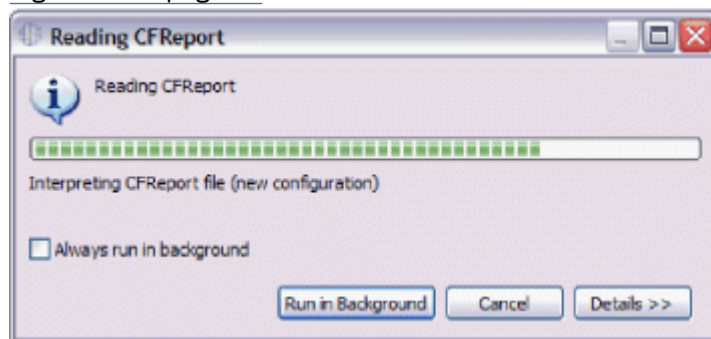 Reading CFReport
Reading CFReport
Interpreting CFReport file (new configuration)
Always run in background
Run in Background
Cancel
Details >>